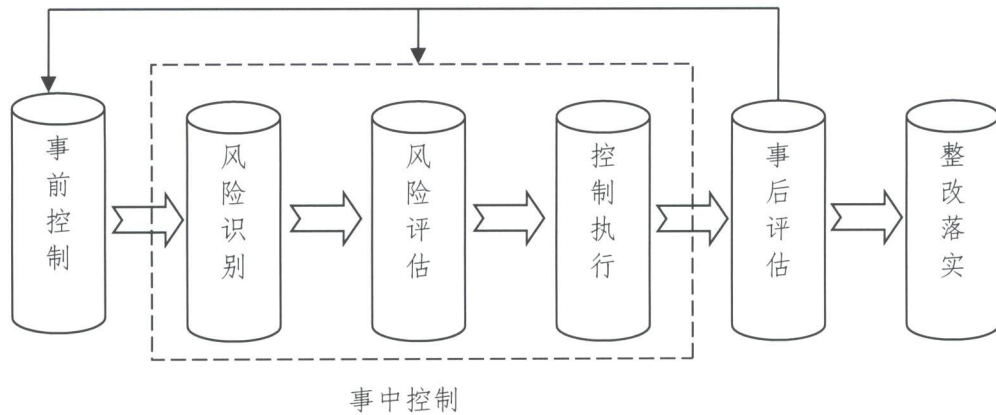 事前控制
风险识别
风险评估
控制执行
事后评估
整改落实
事中控制